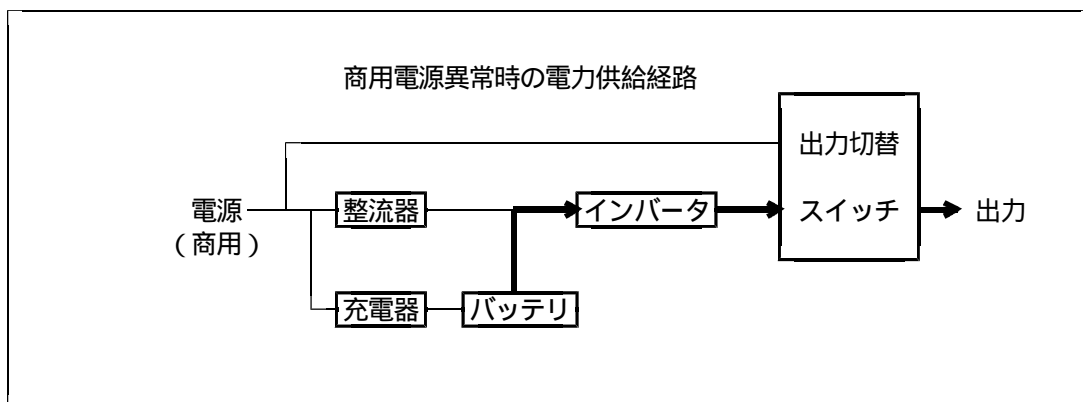 商用電源異常時の電力供給経路
出力切替
電源
整流器
インバータ
スイッチ
出力
(商用)
充電器
バッテリ